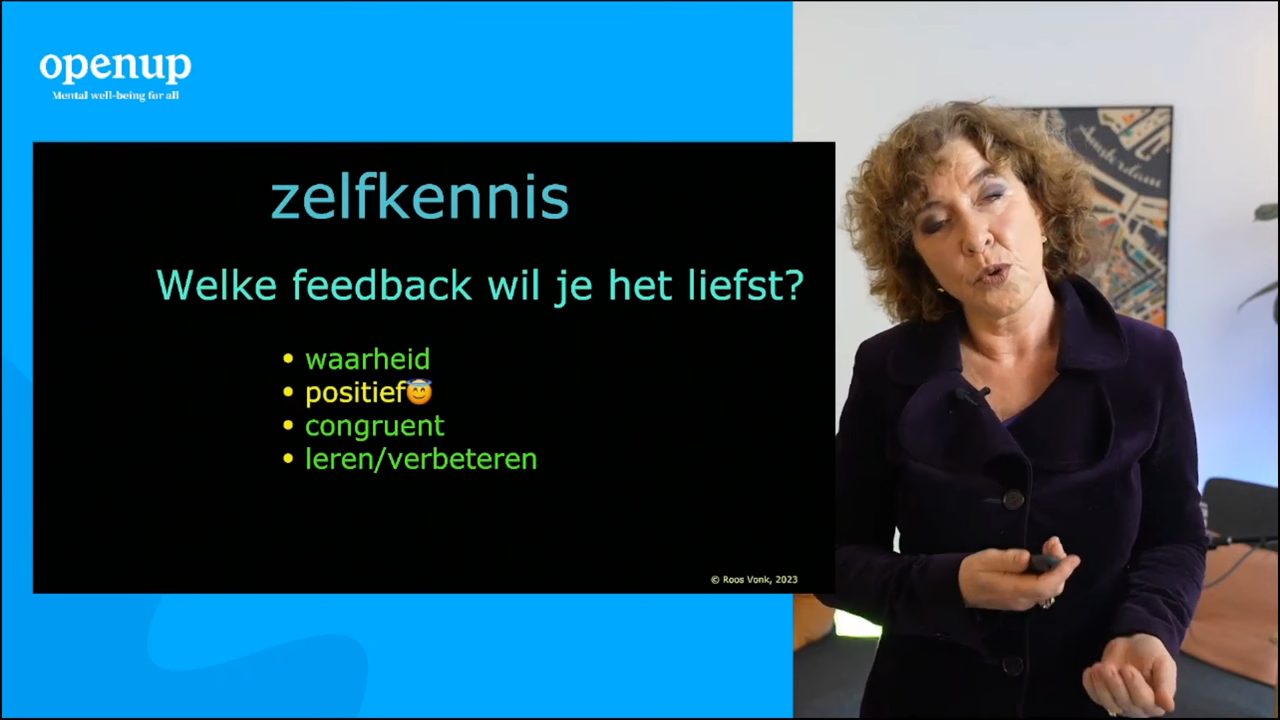 openup
Mental well-being for all
zelfkennis
Welke feedback wil je het liefst?
• waarheid
• positief😇
• congruent
• leren/verbeteren
© Roos Vonk, 2023
Amsterdam